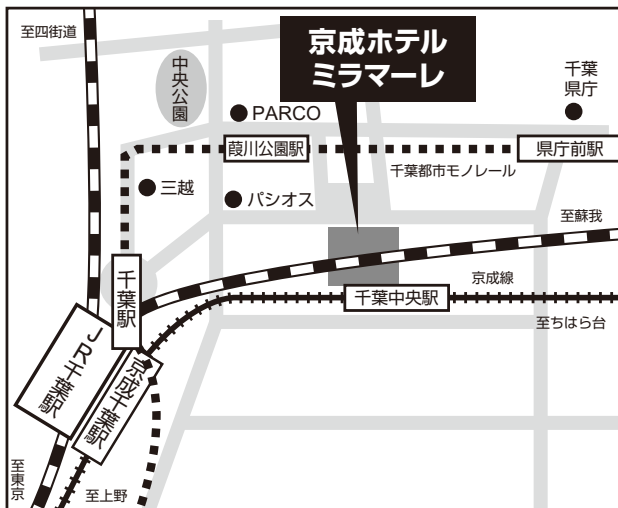 至四街道
京成ホテル
ミラマーレ
中央公園
千葉
県庁
PARCO
葭川公園駅
県庁前駅
千葉都市モノレール
三越
パシオス
至蘇我
千葉駅
京成線
千葉中央駅
至ちはら台
JR千葉駅
京成千葉駅
至東京
至上野